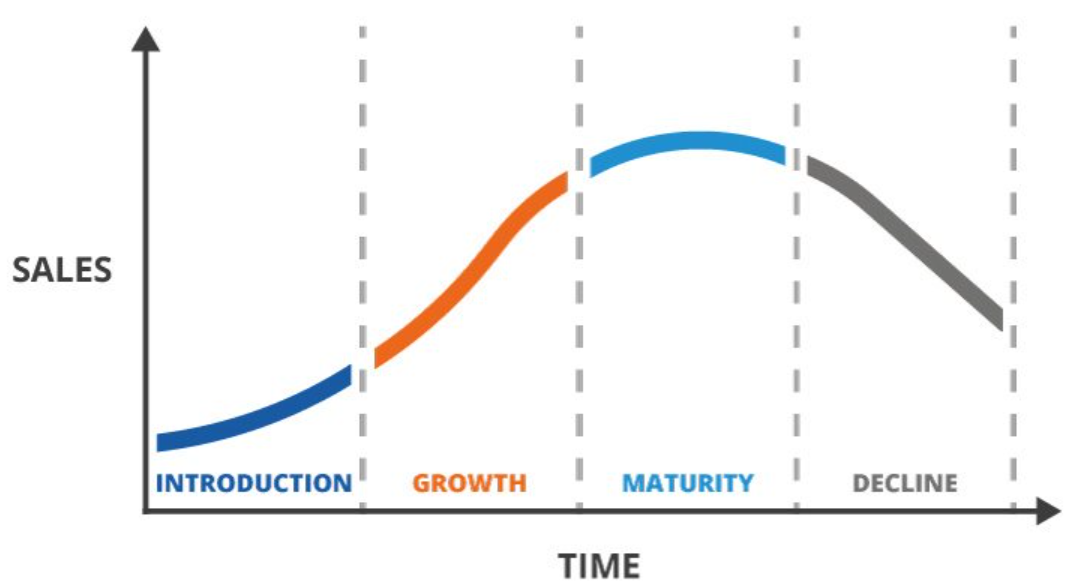 SALES
INTRODUCTION GROWTH MATURITY DECLINE
TIME